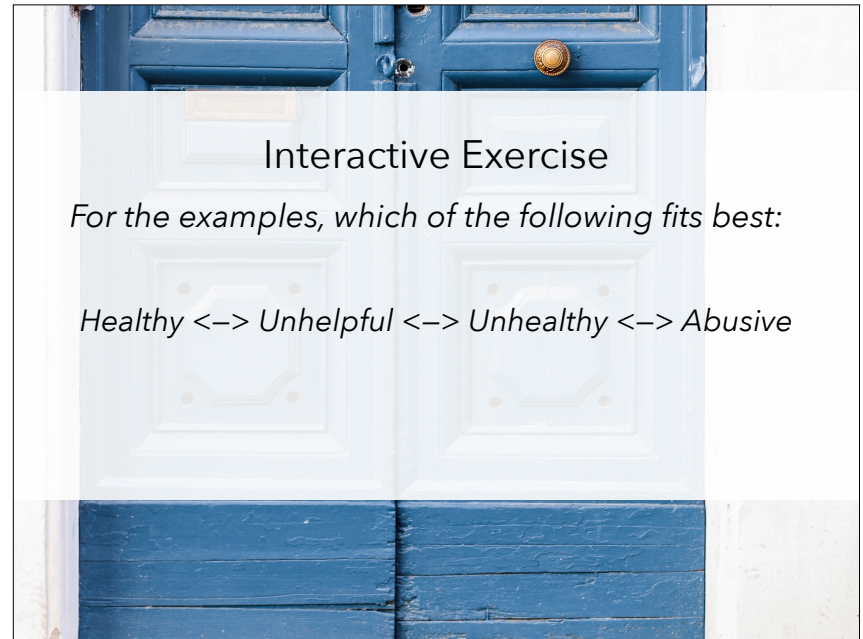 Interactive Exercise
For the examples, which of the following fits best:
Healthy <—> Unhelpful <—> Unhealthy <—> Abusive